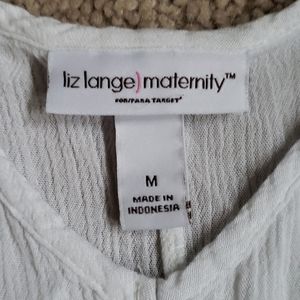 liz lange)maternity™
FOR/PARA TARGET®
M
MADE IN
INDONESIA